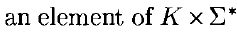 an element of K × Σ*